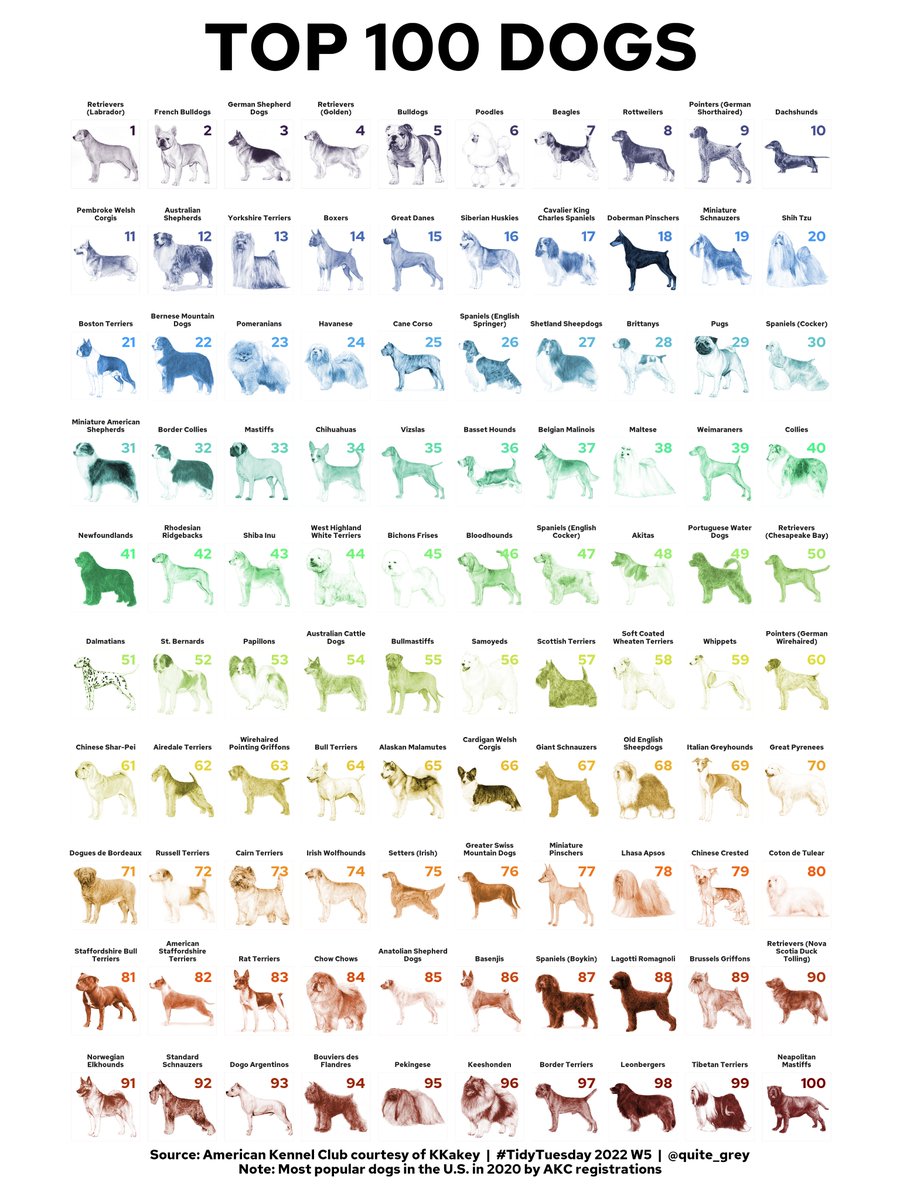 TOP 100 DOGS
Retrievers
(Labrador)
1
French Bulldogs
2
German Shepherd
Dogs
3
Retrievers
(Golden)
4
Bulldogs
5
Poodles
6
Beagles
7
Rottweilers
8
Pointers (German
Shorthaired)
9
Dachshunds
10
Pembroke Welsh
Corgis
11
Australian
Shepherds
12
Yorkshire Terriers
13
Boxers
14
Great Danes
15
Siberian Huskies
16
Cavalier King
Charles Spaniels
17
Doberman Pinschers
18
Miniature
Schnauzers
19
Shih Tzu
20
Boston Terriers
21
Bernese Mountain
Dogs
22
Pomeranians
23
Havanese
24
Cane Corso
25
Spaniels (English
Springer)
26
Shetland Sheepdogs
27
Brittanys
28
Pugs
29
Spaniels (Cocker)
30
Miniature American
Shepherds
31
Border Collies
32
Mastiffs
33
Chihuahuas
34
Vizslas
35
Basset Hounds
36
Belgian Malinois
37
Maltese
38
Weimaraners
39
Collies
40
Newfoundlands
41
Rhodesian
Ridgebacks
42
Shiba Inu
43
West Highland
White Terriers
44
Bichons Frises
45
Bloodhounds
46
Spaniels (English
Cocker)
47
Akitas
48
Portuguese Water
Dogs
49
Retrievers
(Chesapeake Bay)
50
Dalmatians
51
St. Bernards
52
Papillons
53
Australian Cattle
Dogs
54
Bullmastiffs
55
Samoyeds
56
Scottish Terriers
57
Soft Coated
Wheaten Terriers
58
Whippets
59
Pointers (German
Wirehaired)
60
Chinese Shar-Pei
61
Airedale Terriers
62
Wirehaired
Pointing Griffons
63
Bull Terriers
64
Alaskan Malamutes
65
Cardigan Welsh
Corgis
66
Giant Schnauzers
67
Old English
Sheepdogs
68
Italian Greyhounds
69
Great Pyrenees
70
Dogues de Bordeaux
71
Russell Terriers
72
Cairn Terriers
73
Irish Wolfhounds
74
Setters (Irish)
75
Greater Swiss
Mountain Dogs
76
Miniature
Pinschers
77
Lhasa Apsos
78
Chinese Crested
79
Coton de Tulear
80
Staffordshire Bull
Terriers
81
American
Staffordshire
Terriers
82
Rat Terriers
83
Chow Chows
84
Anatolian Shepherd
Dogs
85
Basenjis
86
Spaniels (Boykin)
87
Lagotti Romagnoli
88
Brussels Griffons
89
Retrievers (Nova
Scotia Duck
Tolling)
90
Norwegian
Elkhounds
91
Standard
Schnauzers
92
Dogo Argentinos
93
Bouviers des
Flandres
94
Pekingese
95
Keeshonden
96
Border Terriers
97
Leonbergers
98
Tibetan Terriers
99
Neapolitan
Mastiffs
100
Source: American Kennel Club courtesy of KKakey | #TidyTuesday 2022 W5 | @quite_grey
Note: Most popular dogs in the U.S. in 2020 by AKC registrations